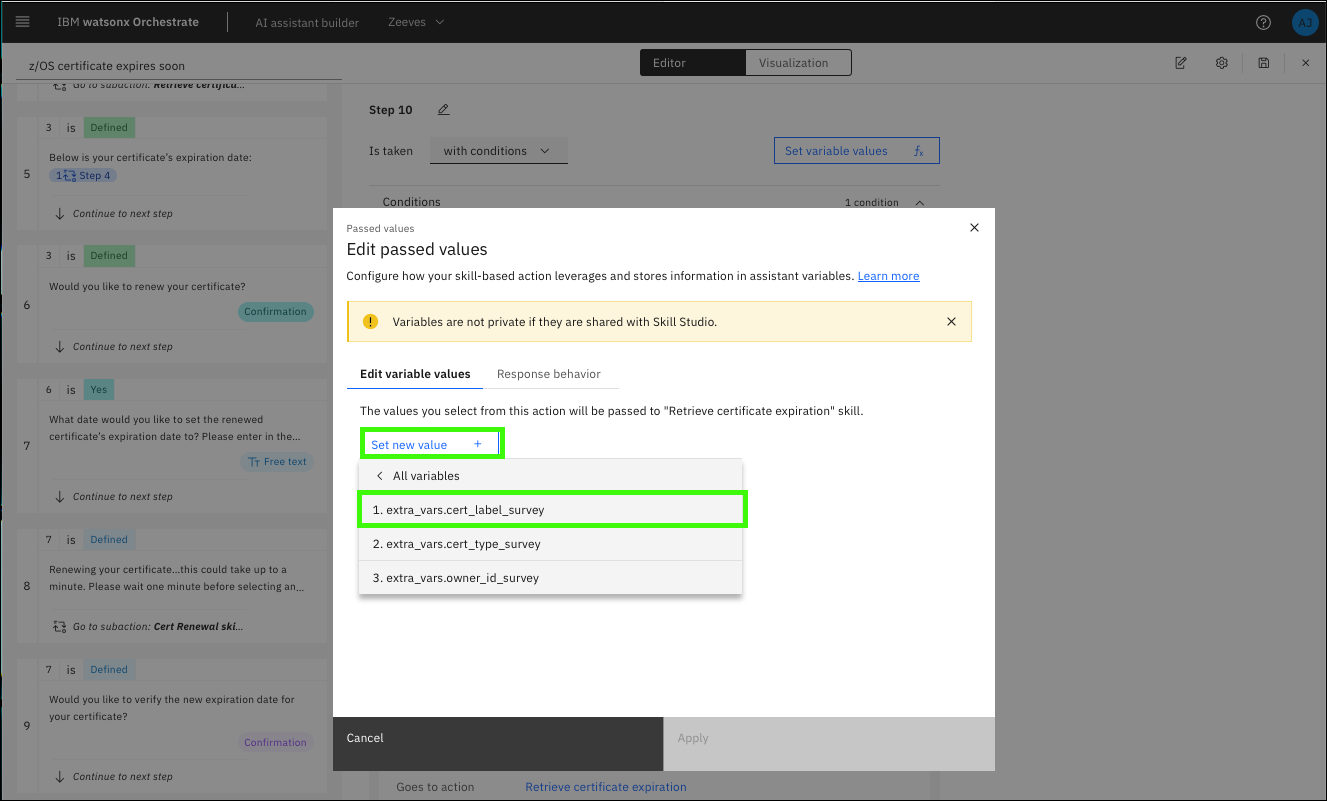 IBM watsonx Orchestrate
AI assistant builder
Zeeves
AJ
z/OS certificate expires soon
Editor
Visualization
Go to subaction: Retrieve certifica...
3 is Defined
5
Below is your certificate's expiration date:
1 Step 4
Continue to next step
3 is Defined
6
Would you like to renew your certificate?
Confirmation
Continue to next step
6 is Yes
7
What date would you like to set the renewed
certificate's expiration date to? Please enter in the...
Free text
Continue to next step
7 is Defined
8
Renewing your certificate...this could take up to a
minute. Please wait one minute before selecting an...
Go to subaction: Cert Renewal ski...
7 is Defined
9
Would you like to verify the new expiration date for
your certificate?
Confirmation
Continue to next step
Step 10
Is taken
with conditions
Set variable values fx
Conditions
1 condition
Passed values
Edit passed values
Configure how your skill-based action leverages and stores information in assistant variables. Learn more
Variables are not private if they are shared with Skill Studio.
Edit variable values
Response behavior
The values you select from this action will be passed to "Retrieve certificate expiration" skill.
Set new value +
All variables
1. extra_vars.cert_label_survey
2. extra_vars.cert_type_survey
3. extra_vars.owner_id_survey
Cancel
Apply
Goes to action
Retrieve certificate expiration